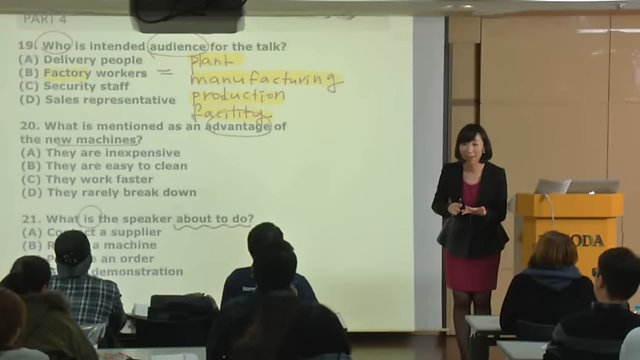 PART 4
19. Who is intended audience for the talk?
(A) Delivery people
(B) Factory workers
(C) Security staff
(D) Sales representative
= plant
manufacturing
production
facility
20. What is mentioned as an advantage of
the new machines?
(A) They are inexpensive
(B) They are easy to clean
(C) They work faster
(D) They rarely break down
21. What is the speaker about to do?
(A) a supplier
(B) a machine
an order
demonstration
ODA